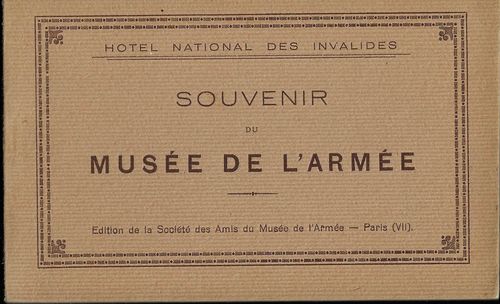 HOTEL NATIONAL DES INVALIDES
SOUVENIR
DU
MUSÉE DE L'ARMÉE
Edition de la Société des Amis du Musée de l'Armée — Paris (VII).